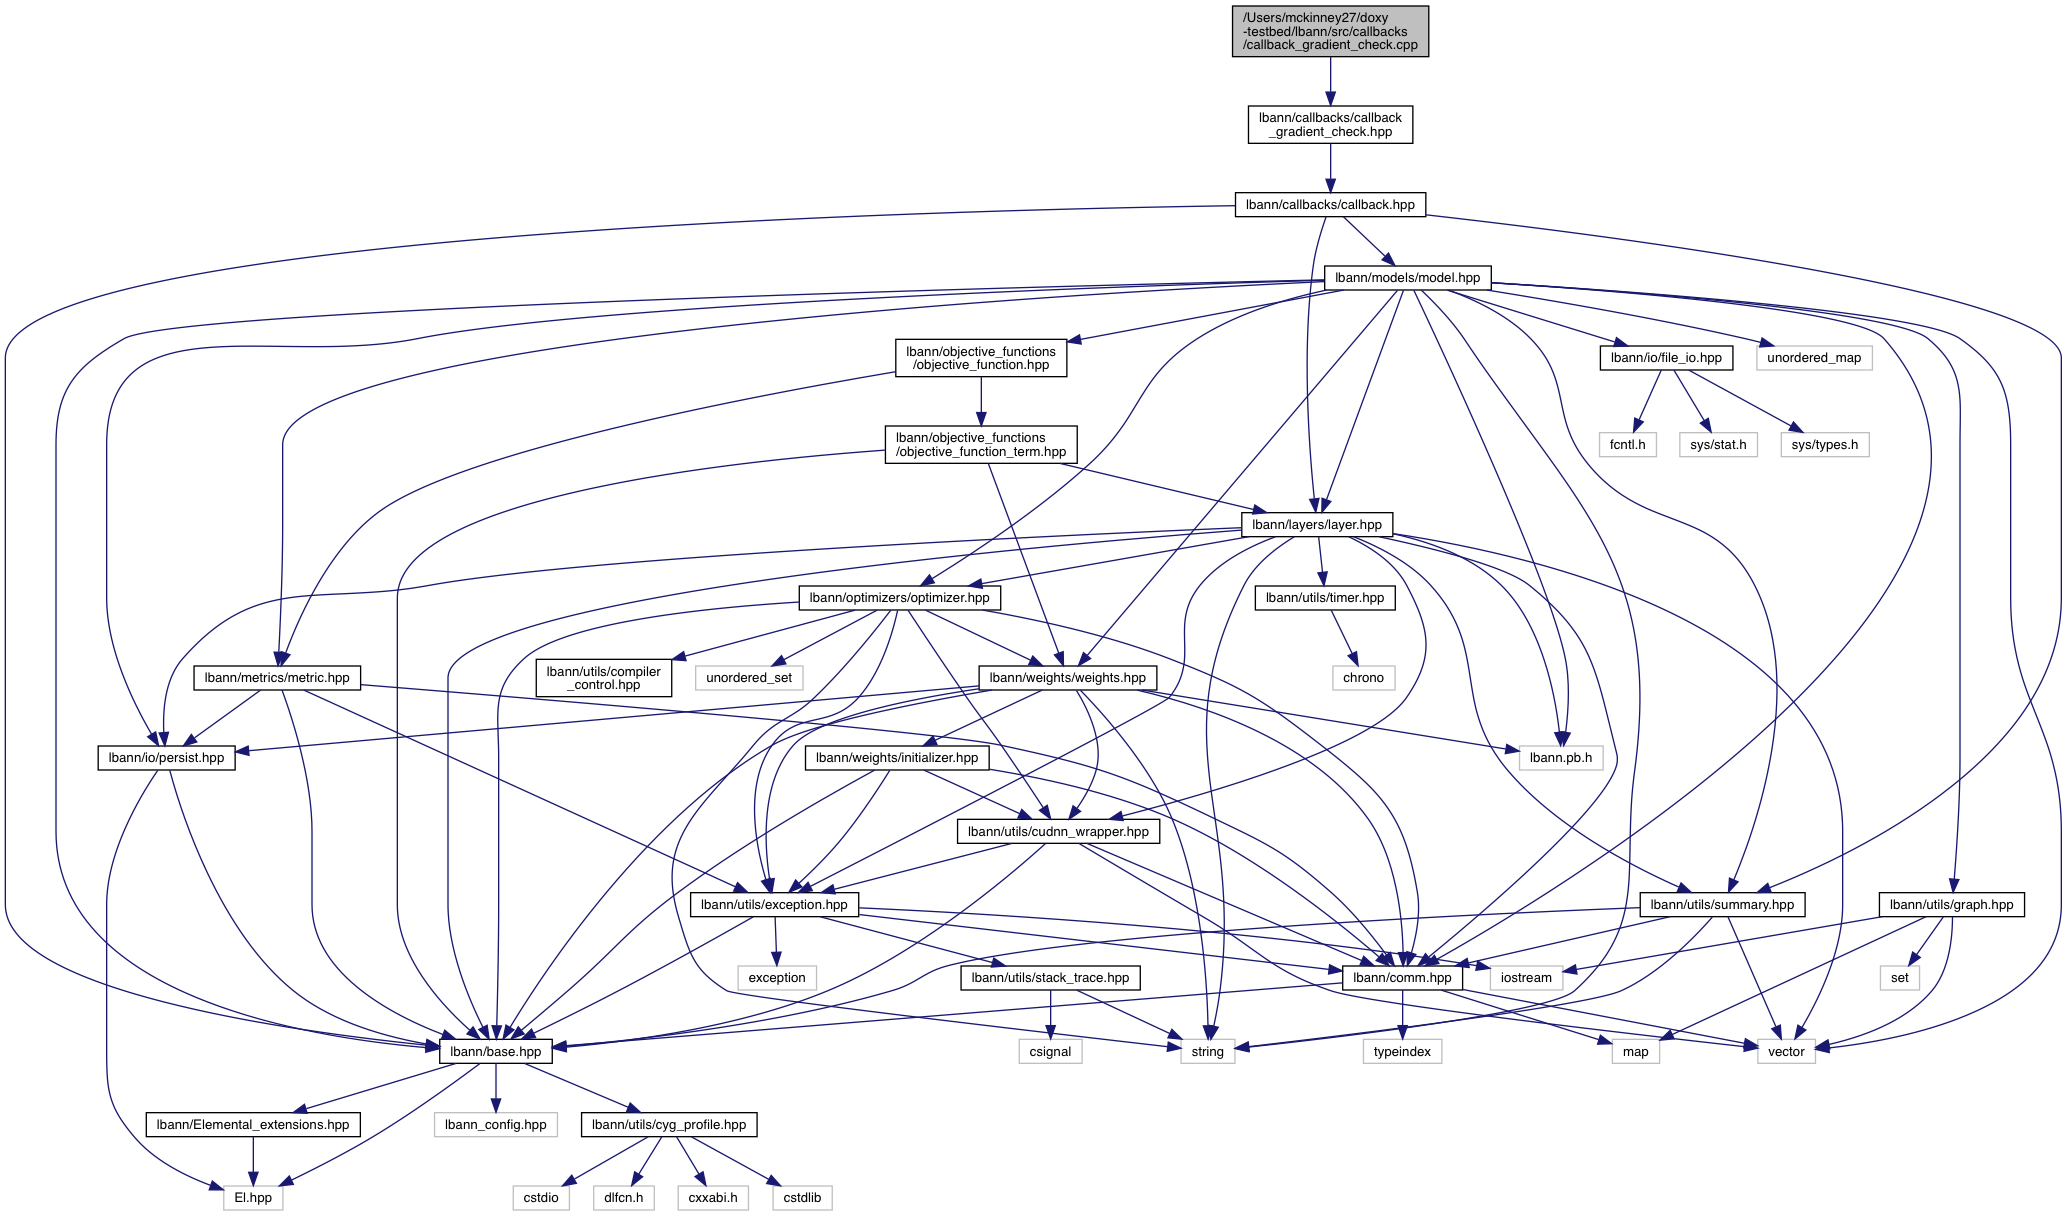 /Users/mckinney27/doxy
-testbed/lbann/src/callbacks
/callback_gradient_check.cpp
lbann/callbacks/callback
_gradient_check.hpp
lbann/callbacks/callback.hpp
lbann/models/model.hpp
lbann/objective_functions
/objective_function.hpp
lbann/io/file_io.hpp
unordered_map
lbann/objective_functions
/objective_function_term.hpp
fcntl.h
sys/stat.h
sys/types.h
lbann/layers/layer.hpp
lbann/optimizers/optimizer.hpp
lbann/utils/timer.hpp
lbann/metrics/metric.hpp
lbann/utils/compiler
_control.hpp
unordered_set
lbann/weights/weights.hpp
chrono
lbann/io/persist.hpp
lbann/weights/initializer.hpp
lbann.pb.h
lbann/utils/cudnn_wrapper.hpp
lbann/utils/exception.hpp
lbann/utils/summary.hpp
lbann/utils/graph.hpp
exception
lbann/utils/stack_trace.hpp
lbann/comm.hpp
iostream
set
lbann/base.hpp
csignal
string
typeindex
map
vector
lbann/Elemental_extensions.hpp
lbann_config.hpp
lbann/utils/cyg_profile.hpp
El.hpp
cstdio
dlfcn.h
cxxabi.h
cstdlib